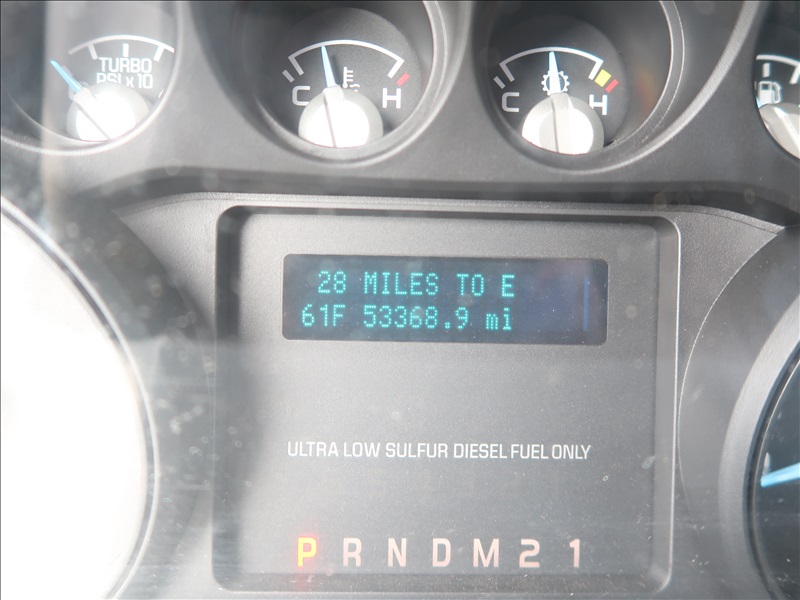 TURBO
PSI x 10
C H
C H
28 MILES TO E
61F 53368.9 mi
ULTRA LOW SULFUR DIESEL FUEL ONLY
P R N D M 2 1